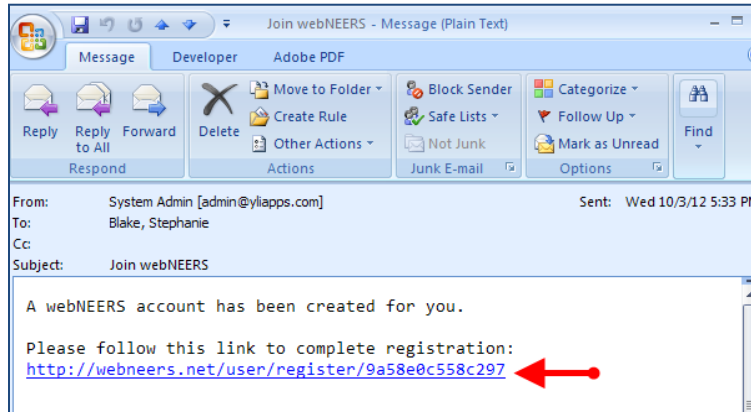 Join webNEERS - Message (Plain Text)
Message Developer Adobe PDF
Reply
Reply to All
Forward
Respond
Delete
Move to Folder
Create Rule
Other Actions
Actions
Block Sender
Safe Lists
Not Junk
Junk E-mail
Categorize
Follow Up
Mark as Unread
Options
Find
From: System Admin [admin@yliapps.com] Sent: Wed 10/3/12 5:33 PM
To: Blake, Stephanie
Cc:
Subject: Join webNEERS
A webNEERS account has been created for you.
Please follow this link to complete registration:
http://webneers.net/user/register/9a58e0c558c297